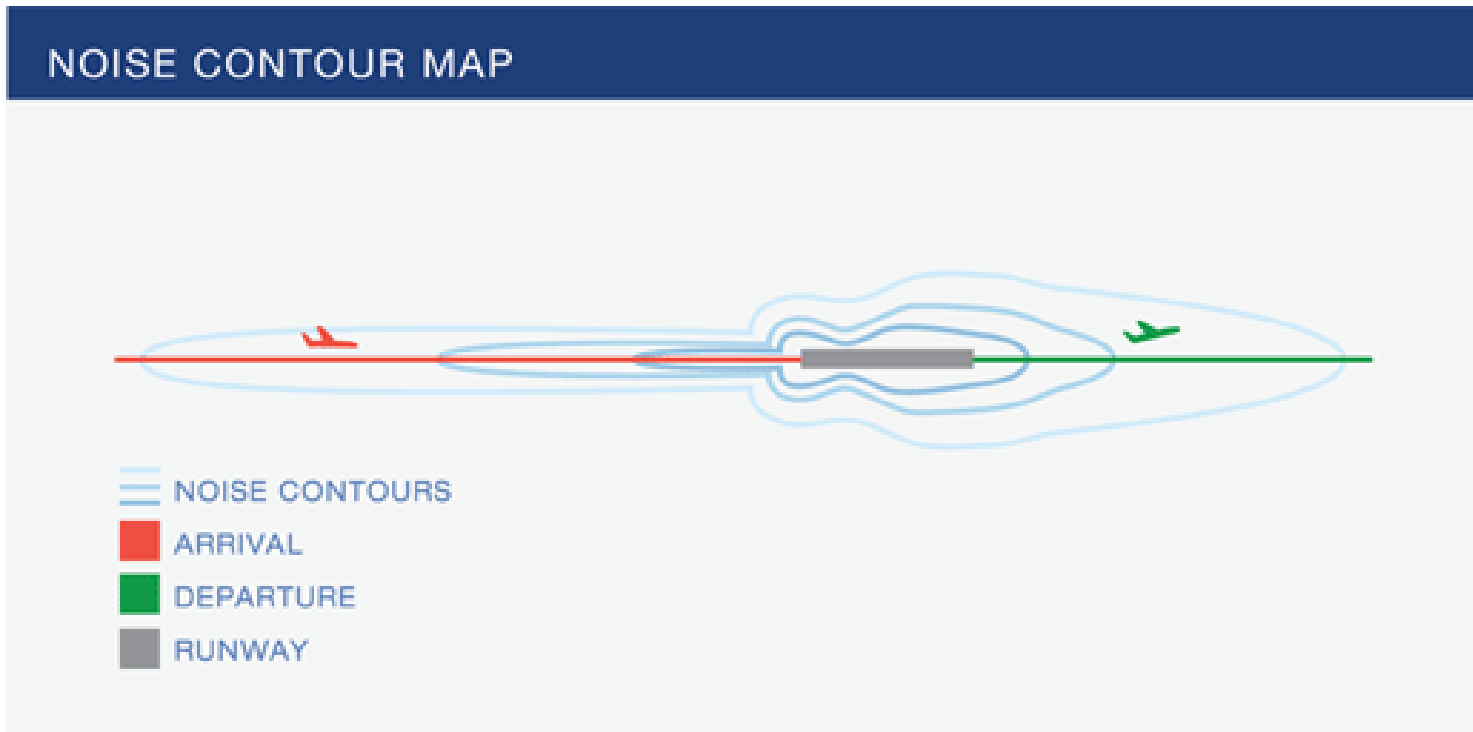 NOISE CONTOUR MAP
NOISE CONTOURS
ARRIVAL
DEPARTURE
RUNWAY